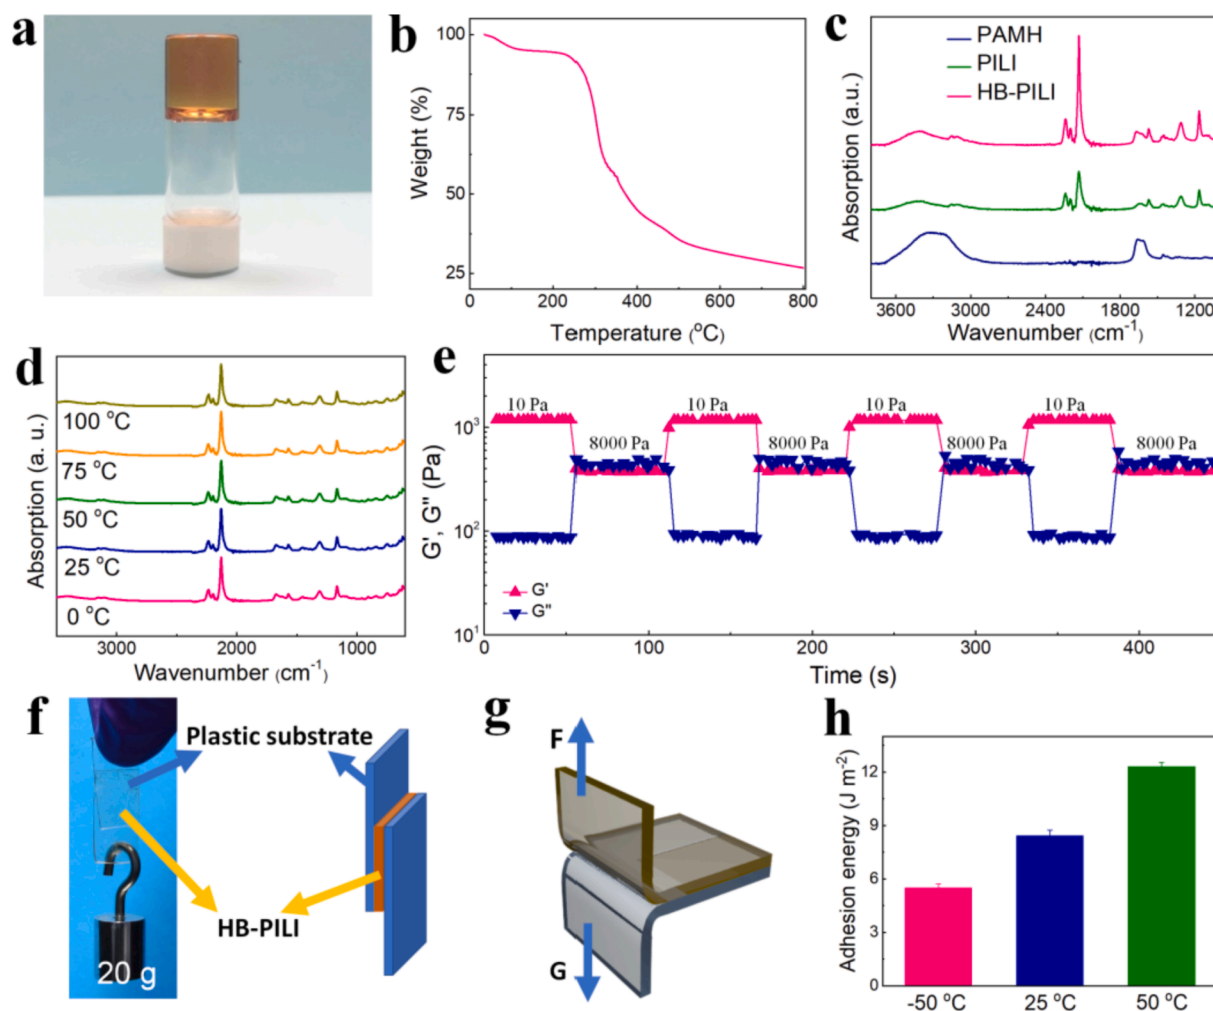 a
b
100
75
50
25
Weight (%)
0
200
400
600
800
Temperature (°C)
c
PAMH
PILI
HB-PILI
Absorption (a.u.)
3600
3000
2400
1800
1200
Wavenumber (cm⁻¹)
d
100 °C
75 °C
50 °C
25 °C
0 °C
Absorption (a. u.)
3000
2000
1000
Wavenumber (cm⁻¹)
e
10 Pa
10 Pa
10 Pa
10 Pa
8000 Pa
8000 Pa
8000 Pa
8000 Pa
10³
10²
10¹
G', G" (Pa)
G'
G"
0
100
200
300
400
Time (s)
f
Plastic substrate
HB-PILI
20 g
g
F
G
h
12
9
6
3
0
Adhesion energy (J m⁻²)
-50 °C
25 °C
50 °C